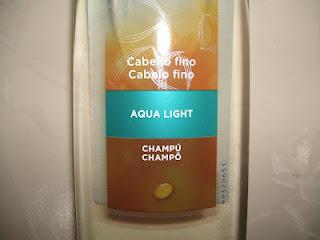 Cabello fino
Cabelo fino
AQUA LIGHT
CHAMPÚ
CHAMPÔ